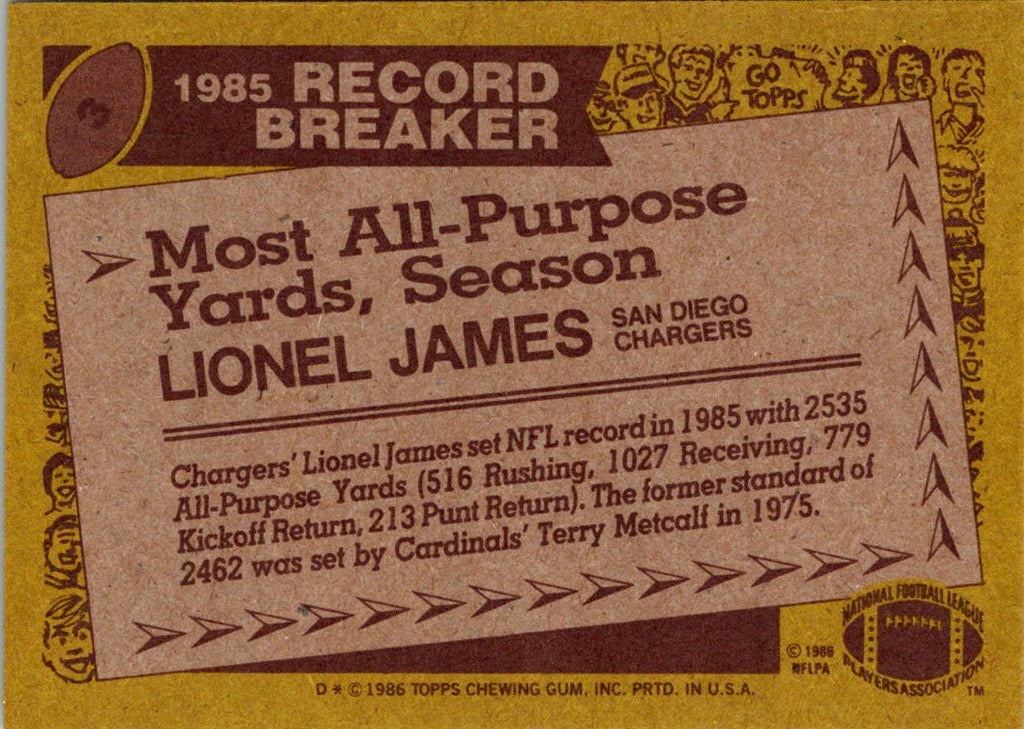 3
1985 RECORD
BREAKER
GO
TOPPS
Most All-Purpose
Yards, Season
LIONEL JAMES SAN DIEGO
CHARGERS
Chargers' Lionel James set NFL record in 1985 with 2535
All-Purpose Yards (516 Rushing, 1027 Receiving, 779
Kickoff Return, 213 Punt Return). The former standard of
2462 was set by Cardinals' Terry Metcalf in 1975.
NATIONAL FOOTBALL LEAGUE
PLAYERS ASSOCIATION
TM
© 1986
NFLPA
D * © 1986 TOPPS CHEWING GUM, INC. PRTD. IN U.S.A.